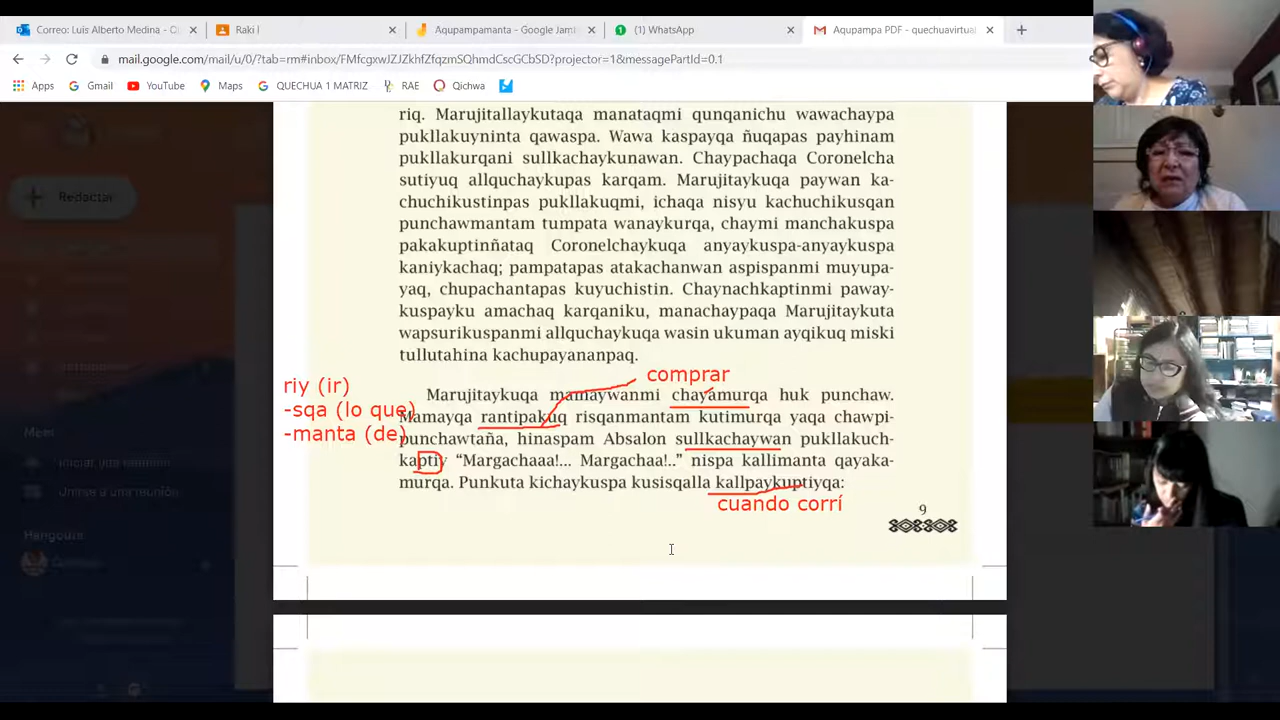 Correo: Luis Alberto Medina - Q
Raki I
Aqupampamanta - Google Jam
(1) WhatsApp
Aqupampa PDF - quechuavirtual
mail.google.com/mail/u/0/?tab=rm#inbox/FMfcgxwJZJZkhfZfqzmSQhmdCscGCbSD?projector=1&messagePartId=0.1
Apps Gmail YouTube Maps QUECHUA 1 MATRIZ RAE Qichwa
Redactar
riq. Marujitallaykutaqa manataqmi qunqanichu wawachaypa
pukllakuyninta qawaspa. Wawa kaspayqa ñuqapas payhinam
pukllakurqani sullkachaykunawan. Chaypachaqa Coronelcha
sutiyuq allquchaykupas karqam. Marujitaykuqa paywan ka-
chuchikustinpas pukllakuqmi, ichaqa nisyu kachuchikusqan
punchawmantam tumpata wanaykurqa, chaymi manchakuspa
pakakuptinñataq Coronelchaykuqa anyaykuspa-anyaykuspa
kaniykachaq; pampatapas atakachanwan aspispanmi muyupa-
yaq, chupachantapas kuyuchistin. Chaynachkaptinmi paway-
kuspayku amachaq karqaniku, manachaypaqa Marujitaykuta
wapsurikuspanmi allquchaykuqa wasin ukuman ayqikuq miski
tullutahina kachupayananpaq.
comprar
riy (ir)
-sqa (lo que)
-manta (de)
Marujitaykuqa mamaywanmi chayamurqa huk punchaw.
Mamayqa rantipakuq risqanmantam kutimurqa yaqa chawpi-
punchawtaña, hinaspam Absalon sullkachaywan pukllakuch-
kaptiy “Margachaaa!... Margachaa!..” nispa kallimanta qayaka-
murqa. Punkuta kichaykuspa kusisqalla kallpaykuptiyqa:
cuando corrí
9